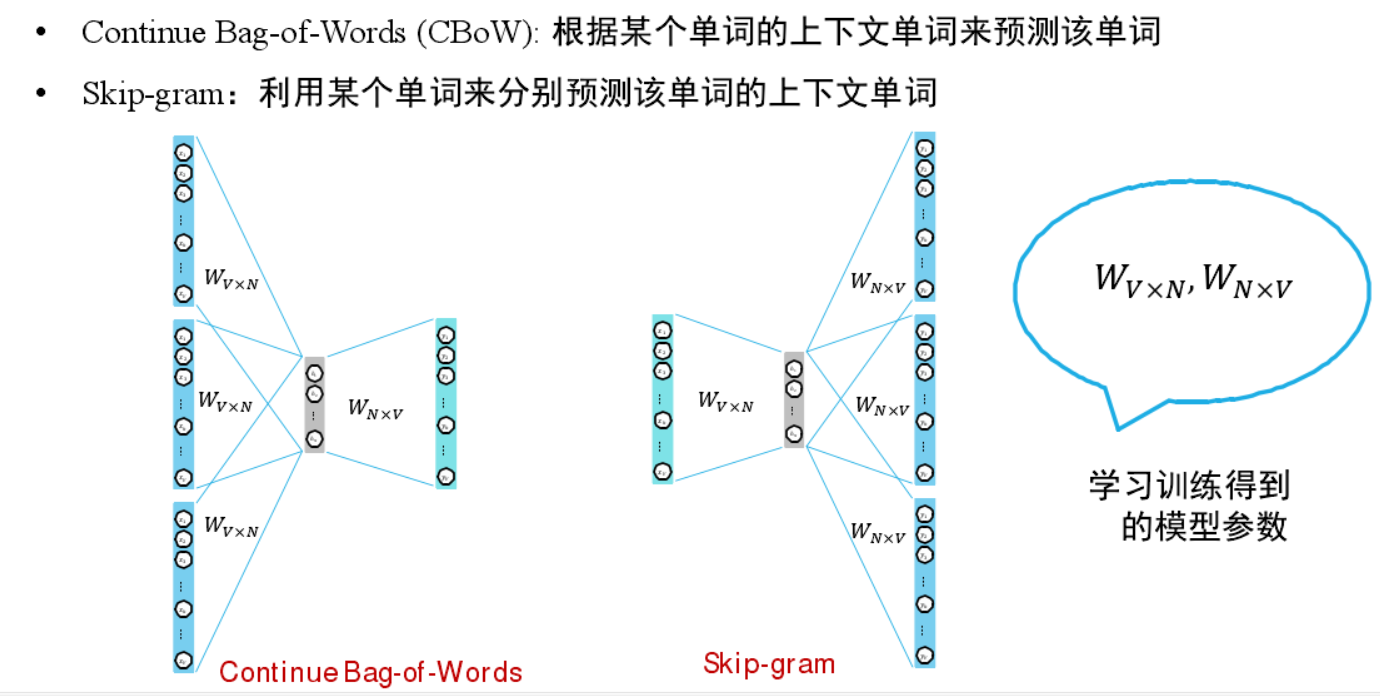 • Continue Bag-of-Words (CBoW): 根据某个单词的上下文单词来预测该单词
• Skip-gram：利用某个单词来分别预测该单词的上下文单词
W_{V×N}
W_{V×N}
W_{N×V}
W_{V×N}
Continue Bag-of-Words
W_{N×V}
W_{V×N}
W_{N×V}
W_{N×V}
Skip-gram
W_{V×N}, W_{N×V}
学习训练得到
的模型参数